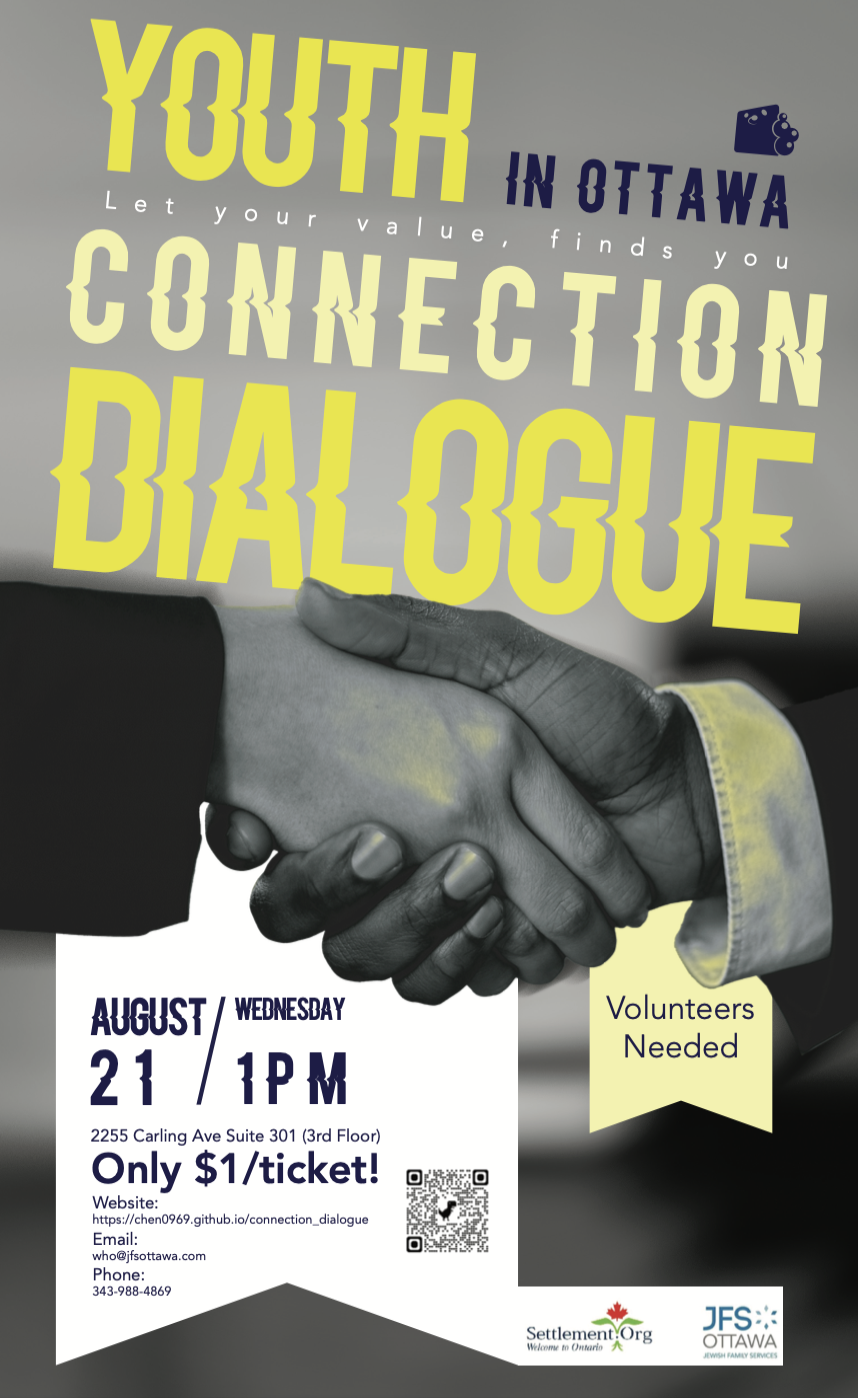 YOUTH
IN OTTAWA
Let your value, finds you
CONNECTION
DIALOGUE
Volunteers
Needed
AUGUST / WEDNESDAY
21 1PM
2255 Carling Ave Suite 301 (3rd Floor)
Only $1/ticket!
Website:
https://chen0969.github.io/connection_dialogue
Email:
who@jfsottawa.com
Phone:
343-988-4869
Settlement.Org
Welcome to Ontario
JFS
OTTAWA
JEWISH FAMILY SERVICES